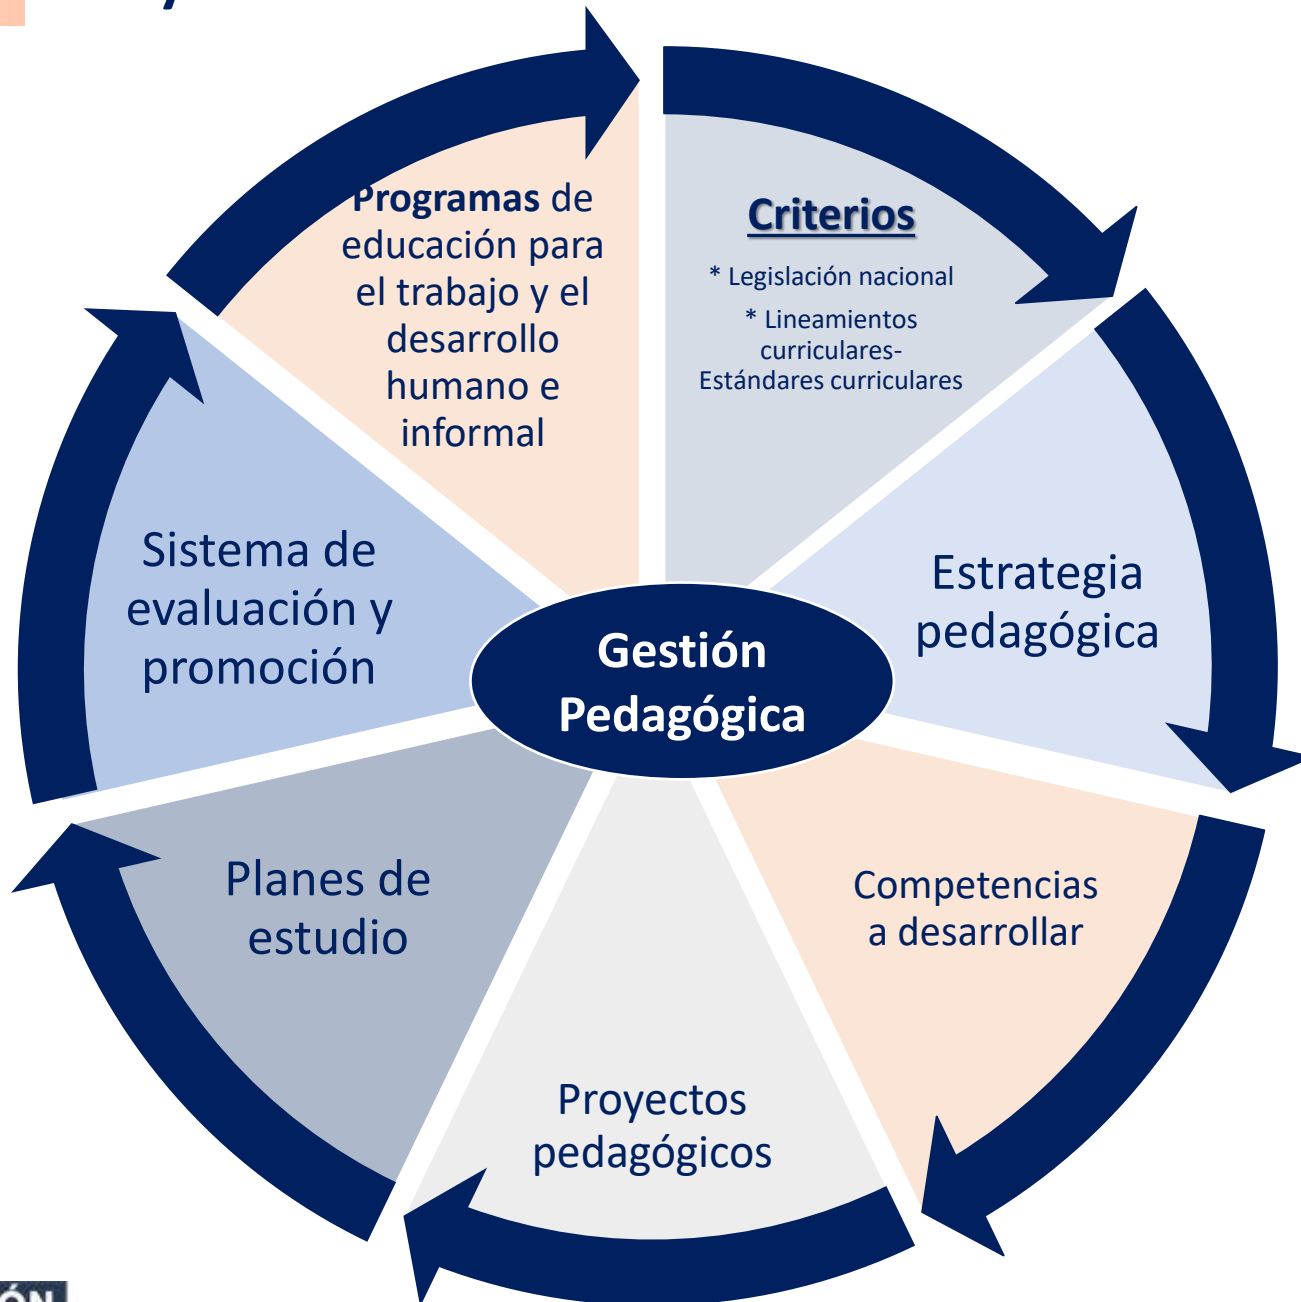 Programas de
educación para
el trabajo y el
desarrollo
humano e
informal
Criterios
* Legislación nacional
* Lineamientos
curriculares-
Estándares curriculares
Estrategia
pedagógica
Competencias
a desarrollar
Proyectos
pedagógicos
Planes de
estudio
Sistema de
evaluación y
promoción
Gestión
Pedagógica